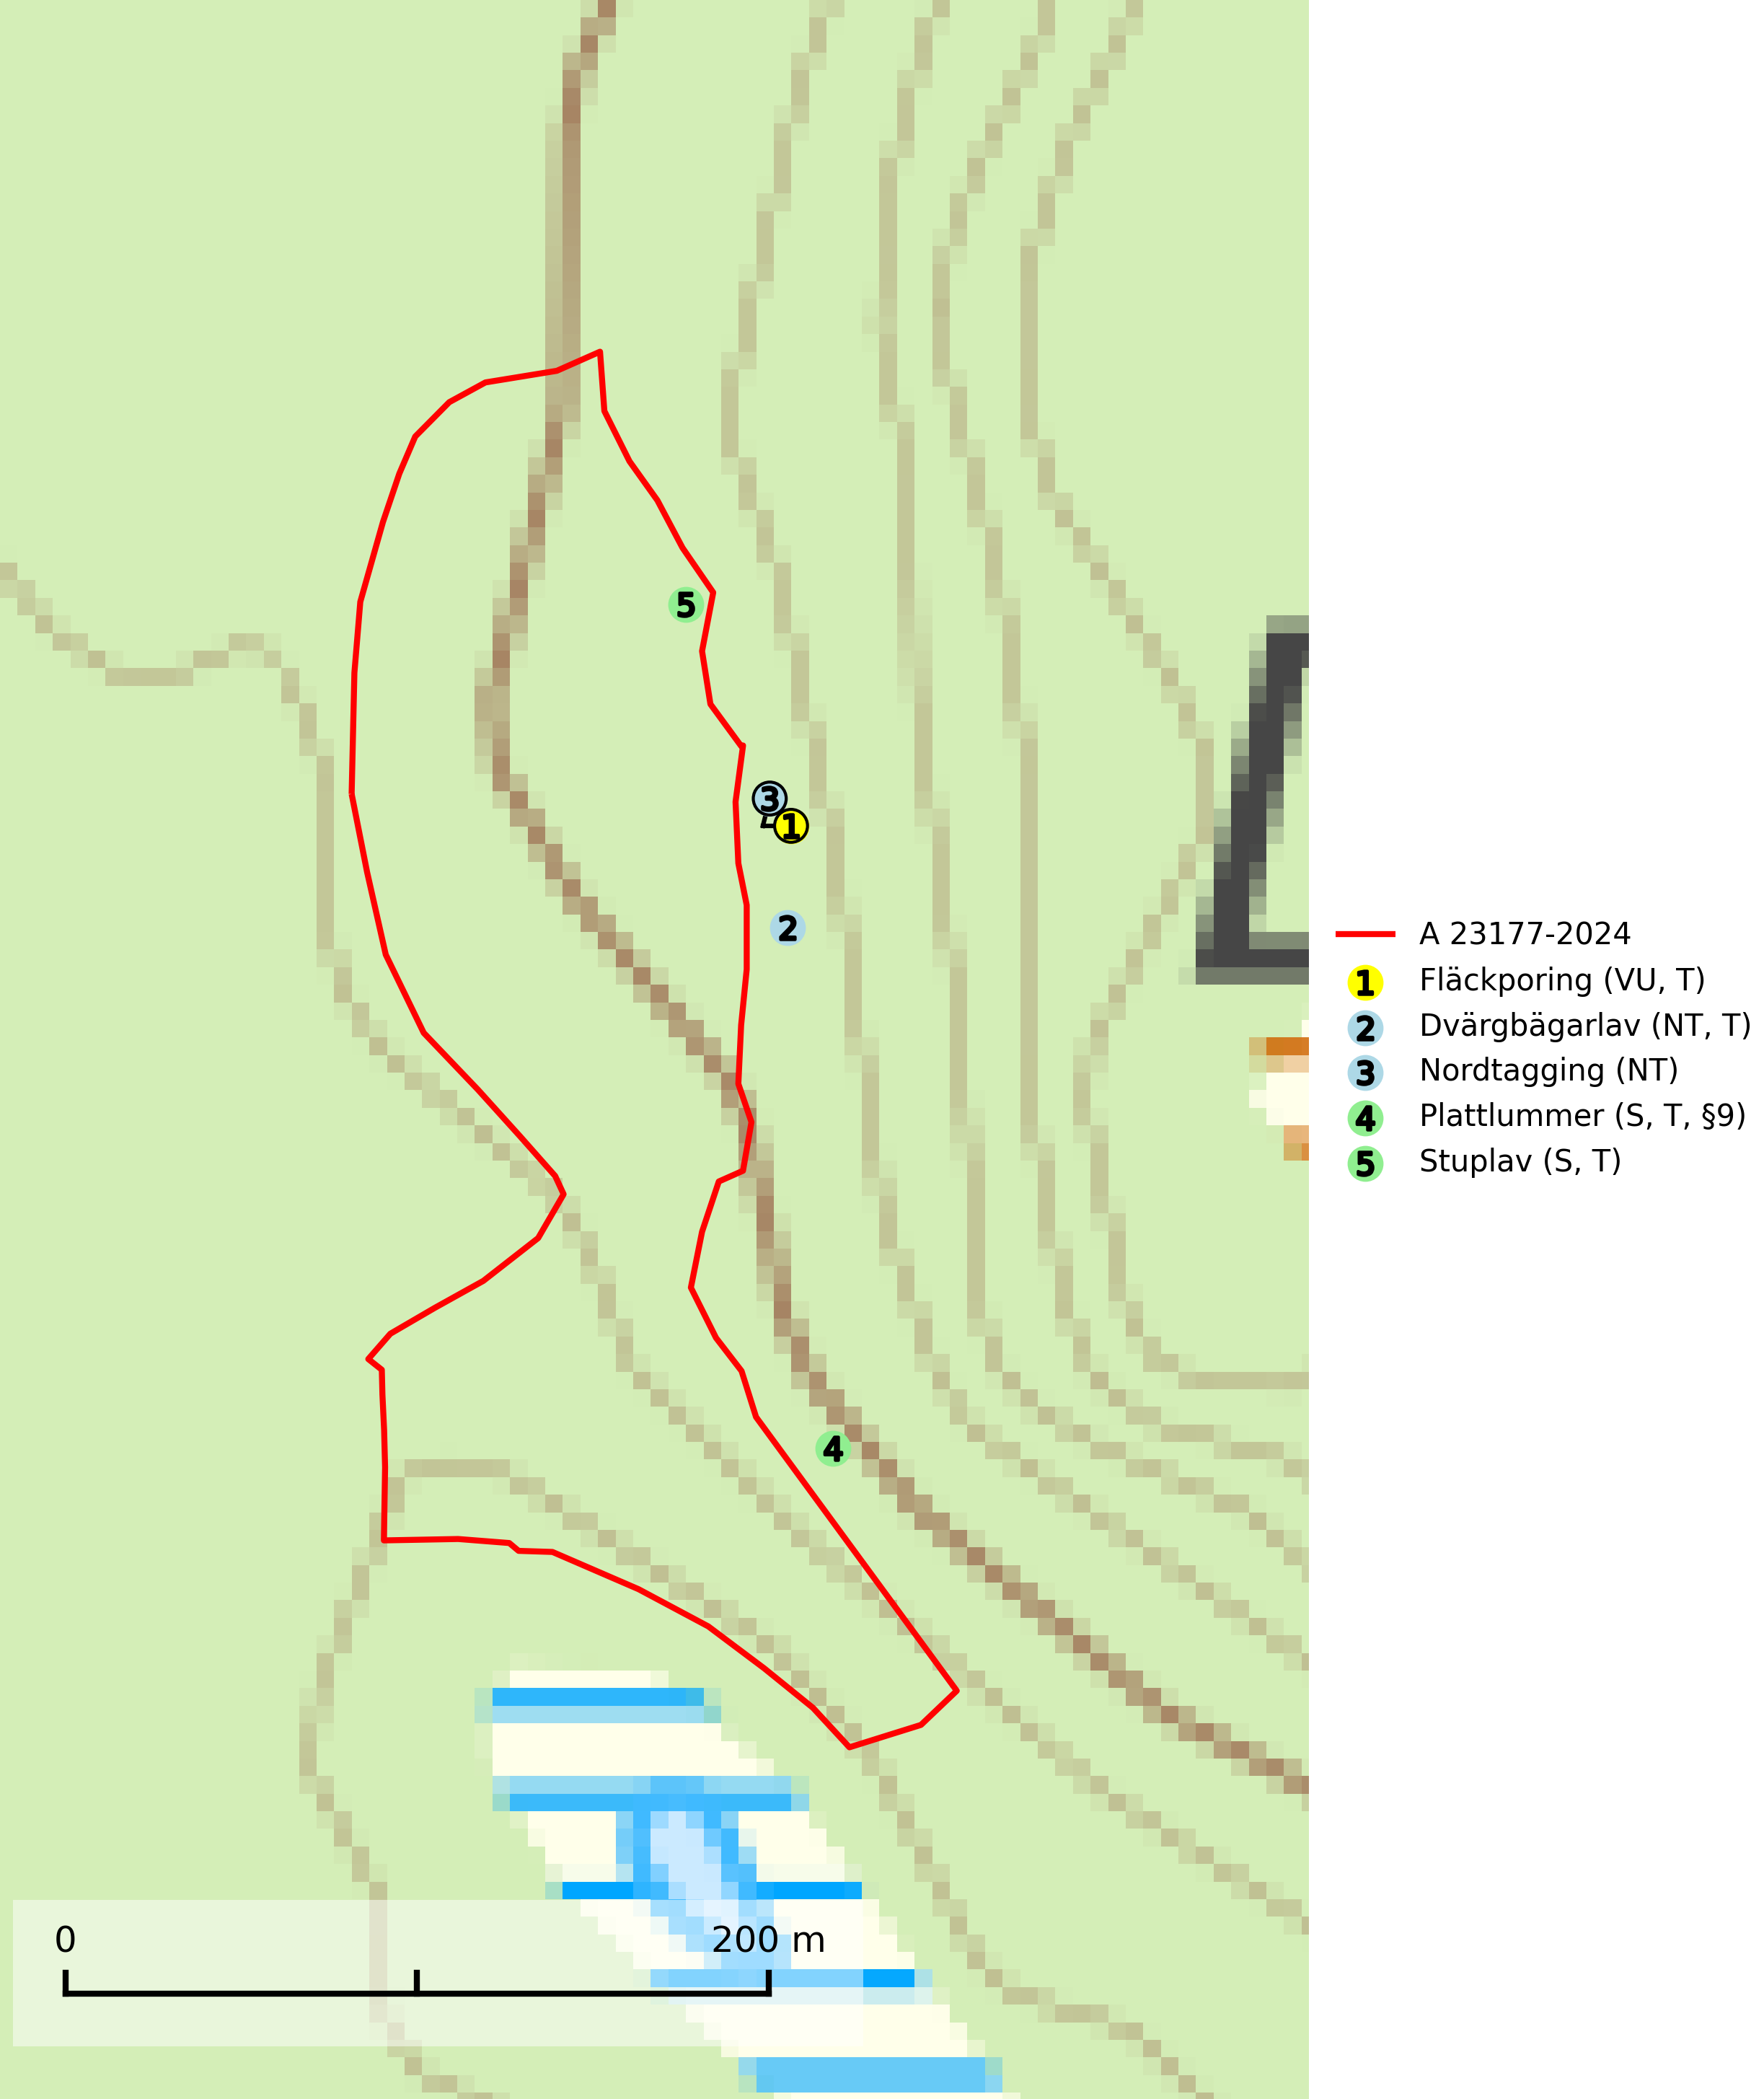 5
3
1
2
4
A 23177-2024
1 Fläckporing (VU, T)
2 Dvärgbägarlav (NT, T)
3 Nordtagging (NT)
4 Plattlummer (S, T, §9)
5 Stuplav (S, T)
0 200 m